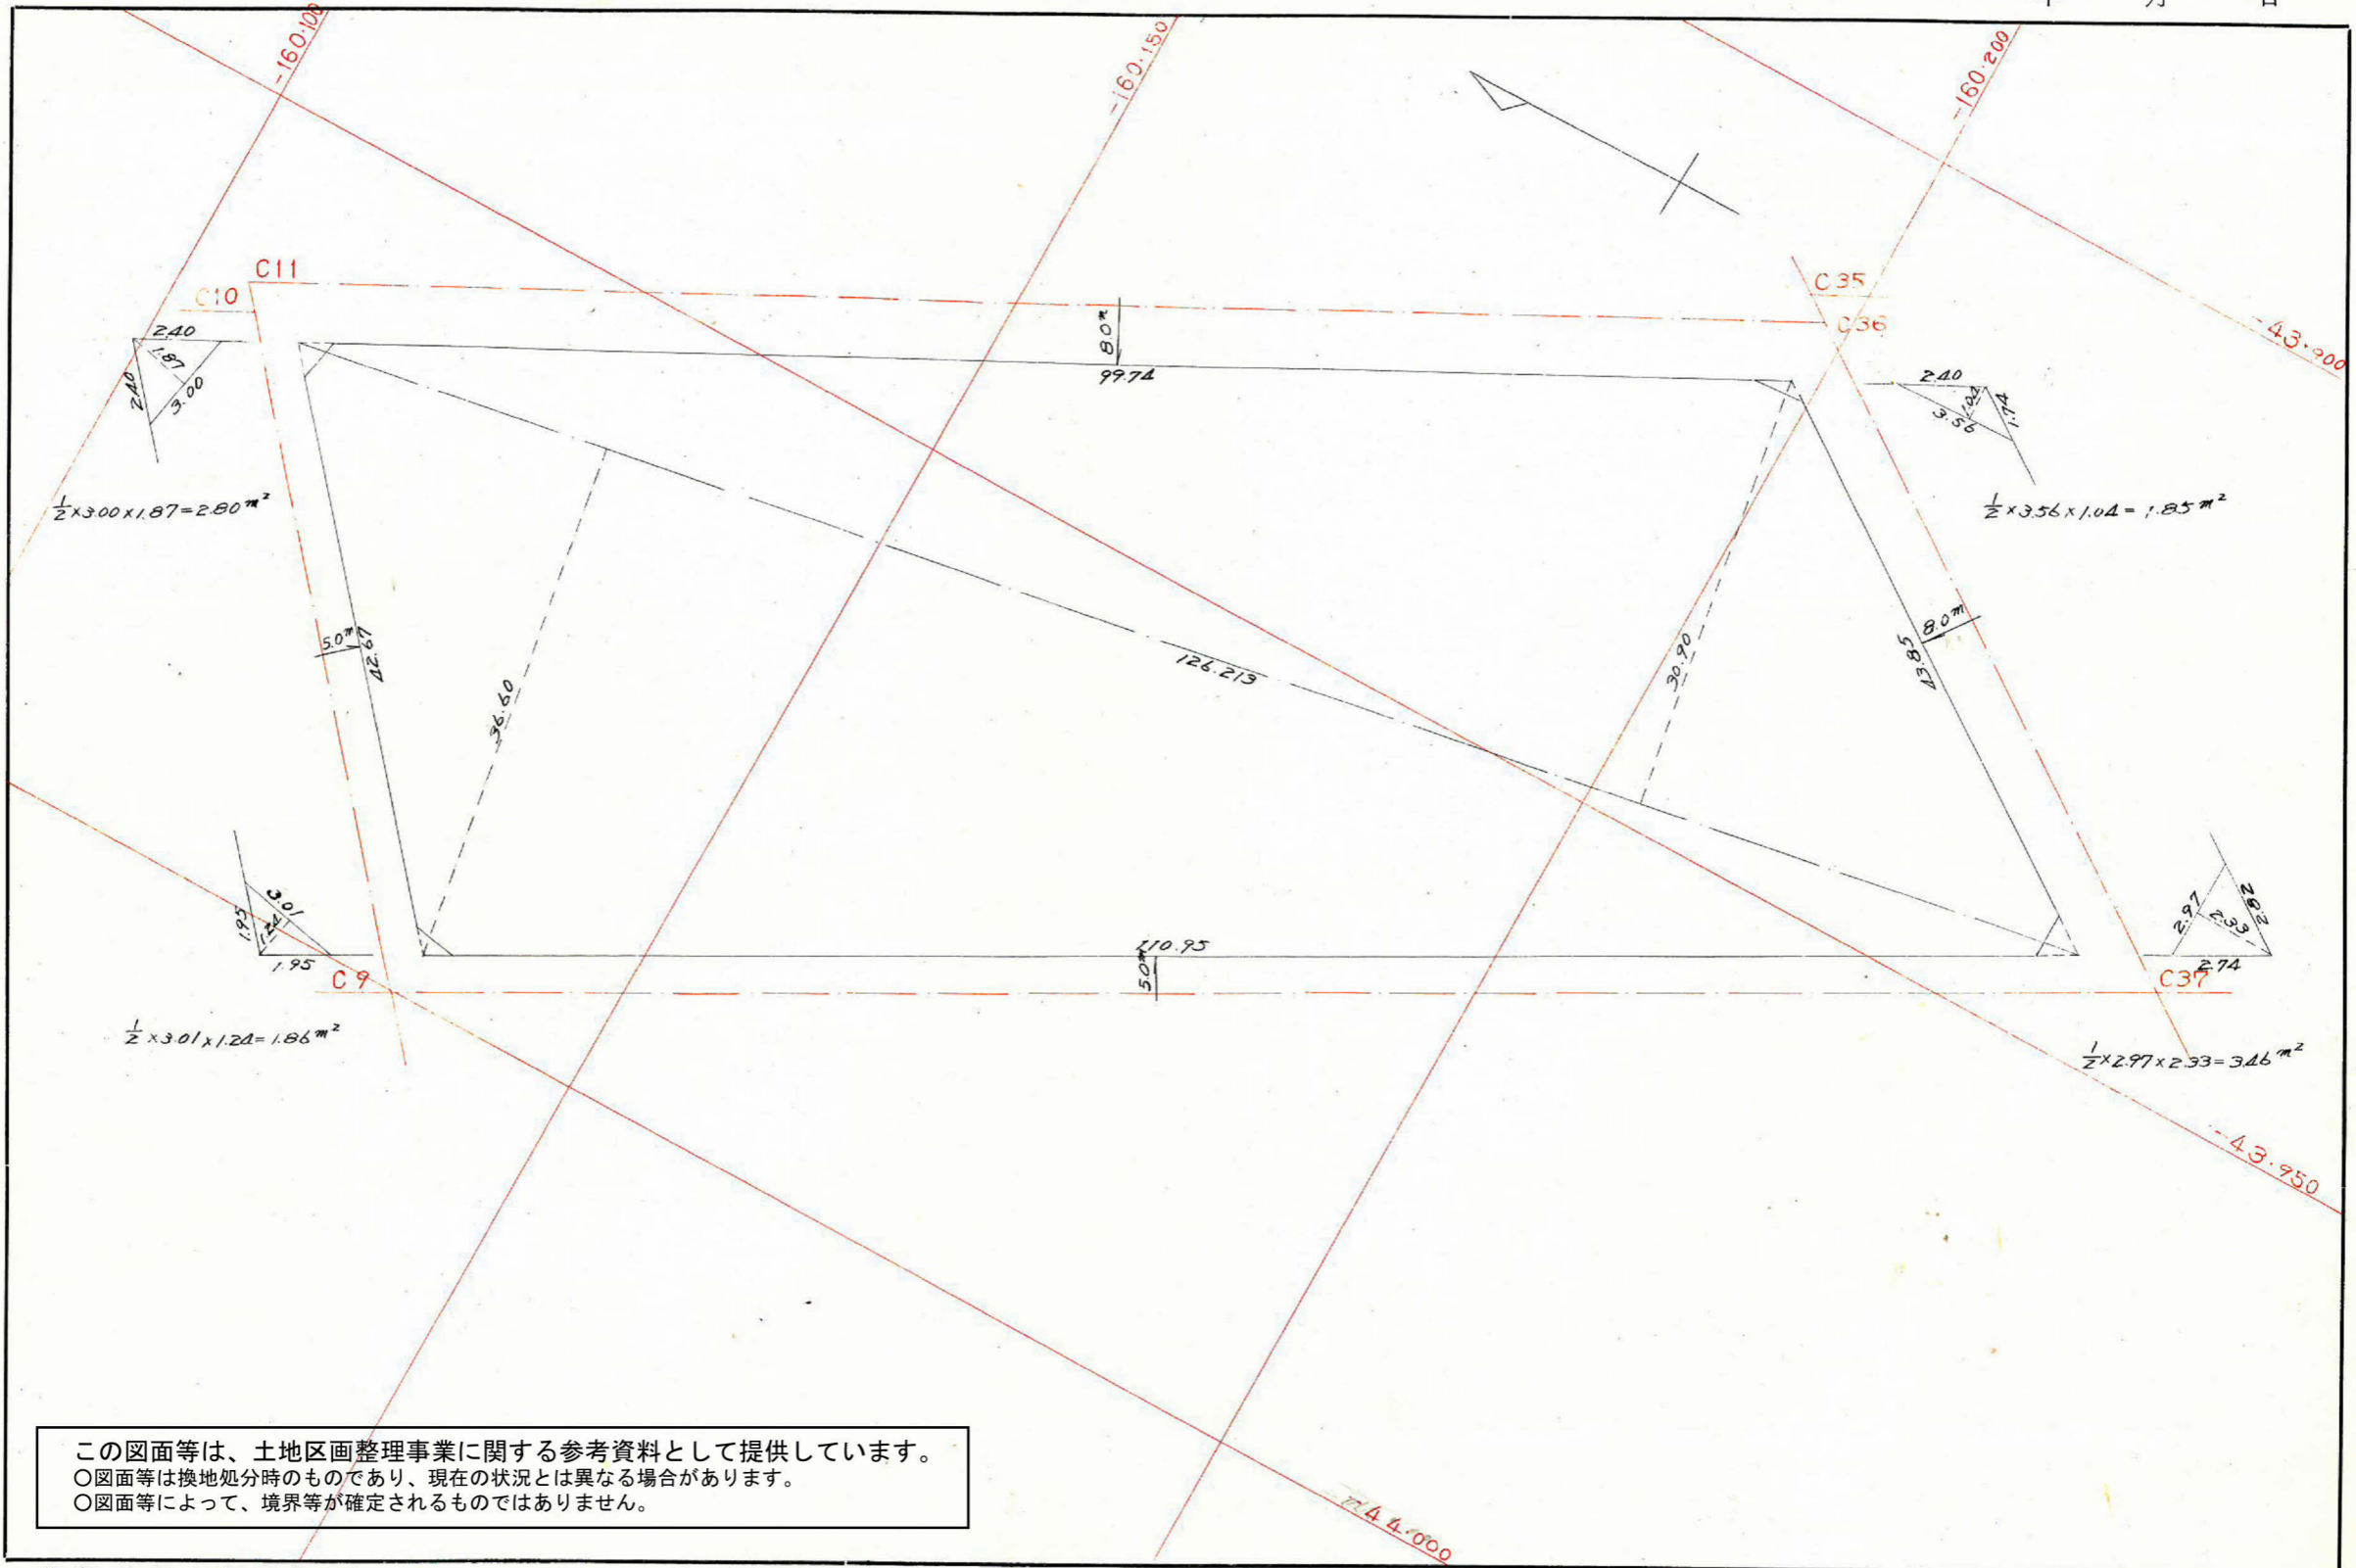 -160.100
-160.150
-160.200
-43.900
C11
C10
C35
C36
2.40
1.87
2.40
3.00
8.0m
99.74
2.40
1.04
1.74
3.56
1/2×3.00×1.87=2.80m²
1/2×3.56×1.04=1.85m²
5.0m
42.67
36.60
126.213
30.90
8.0m
43.85
3.01
1.95
1.24
1.95
C9
110.95
5.0m
2.97
2.82
2.33
2.74
C37
1/2×3.01×1.24=1.86m²
1/2×2.97×2.33=3.46m²
-43.950
44.000
この図面等は、土地区画整理事業に関する参考資料として提供しています。
○図面等は換地処分時のものであり、現在の状況とは異なる場合があります。
○図面等によって、境界等が確定されるものではありません。